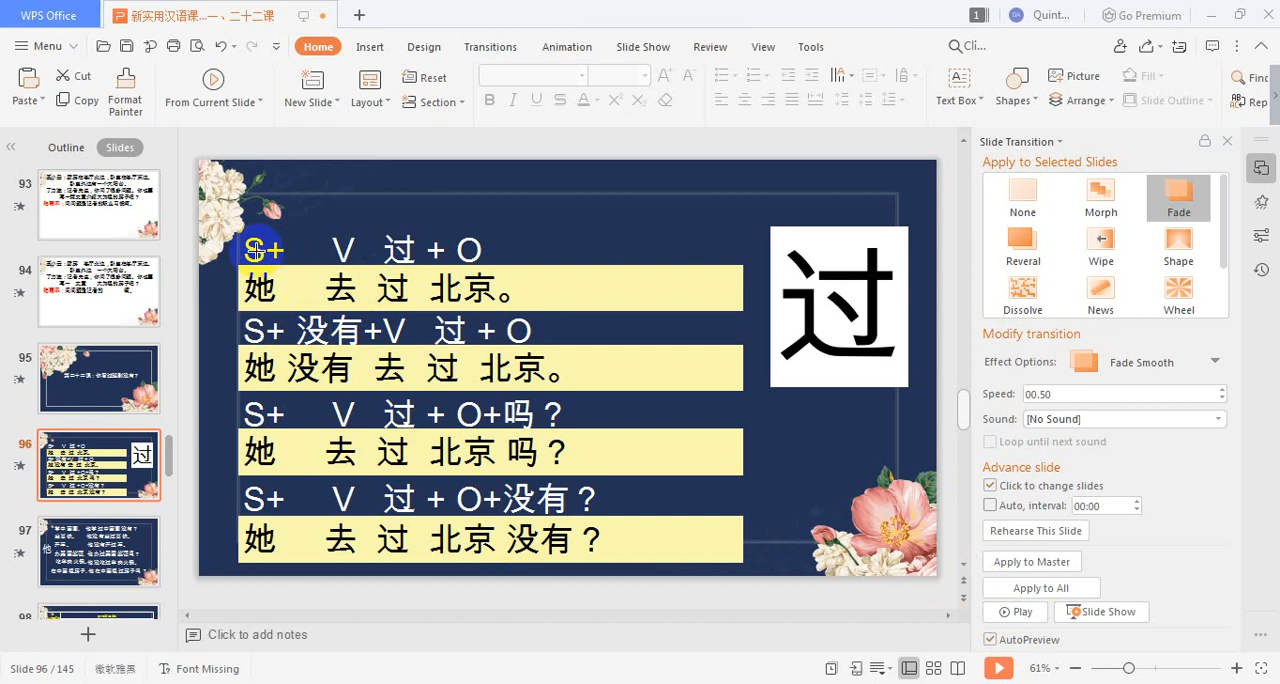 WPS Office
新实用汉语课...一、二十二课
1
Quint...
Go Premium
Menu
Home
Insert
Design
Transitions
Animation
Slide Show
Review
View
Tools
Cli...
Paste
Cut
Copy
Format Painter
From Current Slide
New Slide
Layout
Reset
Section
Text Box
Shapes
Picture
Arrange
Fill
Slide Outline
Outline
Slides
93
94
95
96
97
98
S+ V 过 + O
她 去 过 北京。
S+ 没有+V 过 + O
她 没有 去 过 北京。
S+ V 过 + O+吗？
她 去 过 北京 吗？
S+ V 过 + O+没有？
她 去 过 北京 没有？
过
Slide Transition
Apply to Selected Slides
None
Morph
Fade
Reveral
Wipe
Shape
Dissolve
News
Wheel
Modify transition
Effect Options: Fade Smooth
Speed: 00.50
Sound: [No Sound]
Loop until next sound
Advance slide
Click to change slides
Auto, interval: 00:00
Rehearse This Slide
Apply to Master
Apply to All
Play
Slide Show
AutoPreview
Click to add notes
Slide 96 / 145
微软雅黑
Font Missing
61%